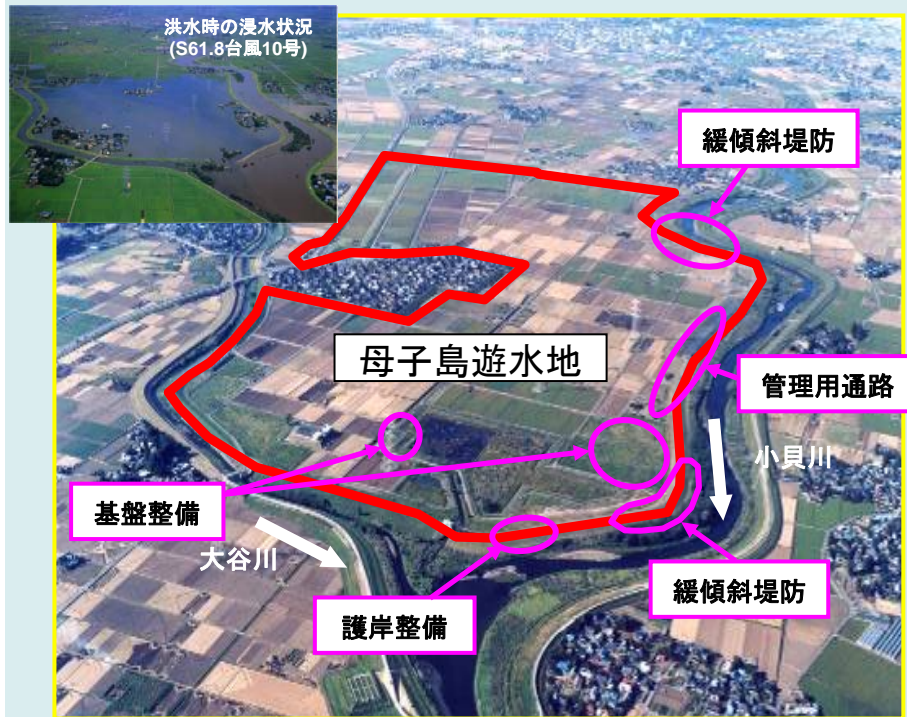 洪水時の浸水状況
(S61.8台風10号)
緩傾斜堤防
母子島遊水地
管理用通路
小貝川
基盤整備
大谷川
緩傾斜堤防
護岸整備